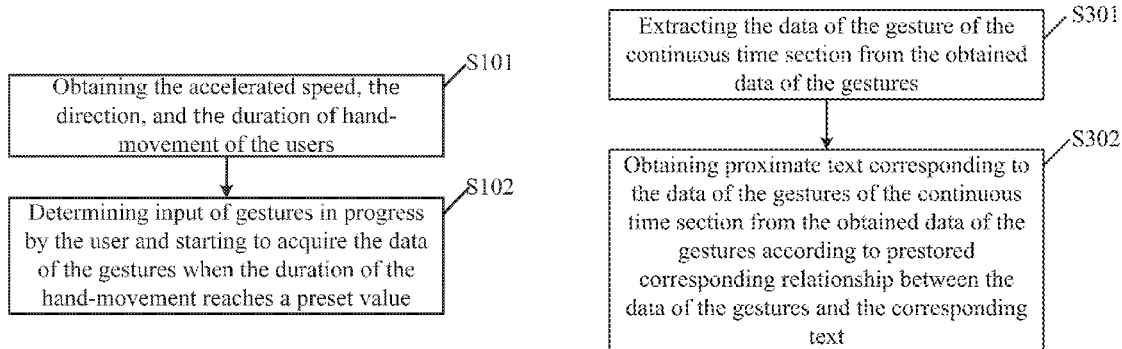 S101
Obtaining the accelerated speed, the
direction, and the duration of hand-
movement of the users
S102
Determining input of gestures in progress
by the user and starting to acquire the data
of the gestures when the duration of the
hand-movement reaches a preset value
S301
Extracting the data of the gesture of the
continuous time section from the obtained
data of the gestures
S302
Obtaining proximate text corresponding to
the data of the gestures of the continuous
time section from the obtained data of the
gestures according to prestored
corresponding relationship between the
data of the gestures and the corresponding
text